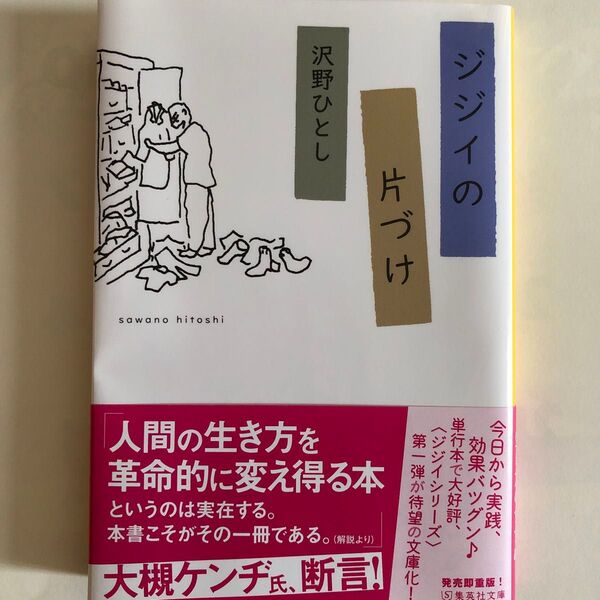 ジジイの
片づけ
沢野ひとし
sawano hitoshi
今日から実践、
効果バツグン♪
単行本で大好評、
〈ジジイシリーズ〉
第一弾が待望の文庫化!
「人間の生き方を
革命的に変え得る本
というのは実在する。
本書こそがその一冊である。(解説より)
大槻ケンヂ氏、断言!
発売即重版!
S集英社文庫